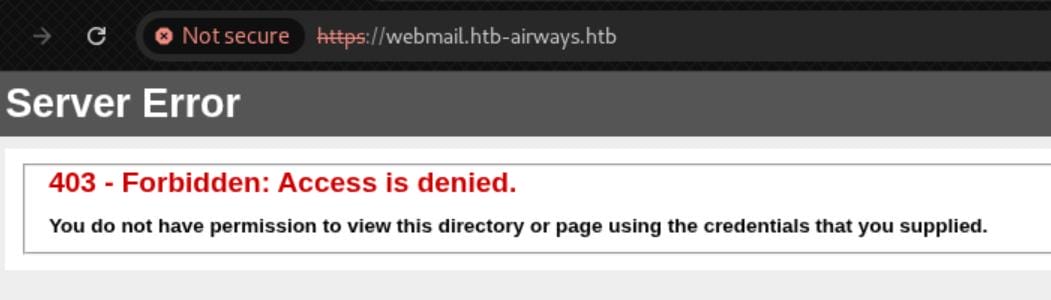 Not secure https://webmail.htb-airways.htb
Server Error
403 - Forbidden: Access is denied.
You do not have permission to view this directory or page using the credentials that you supplied.